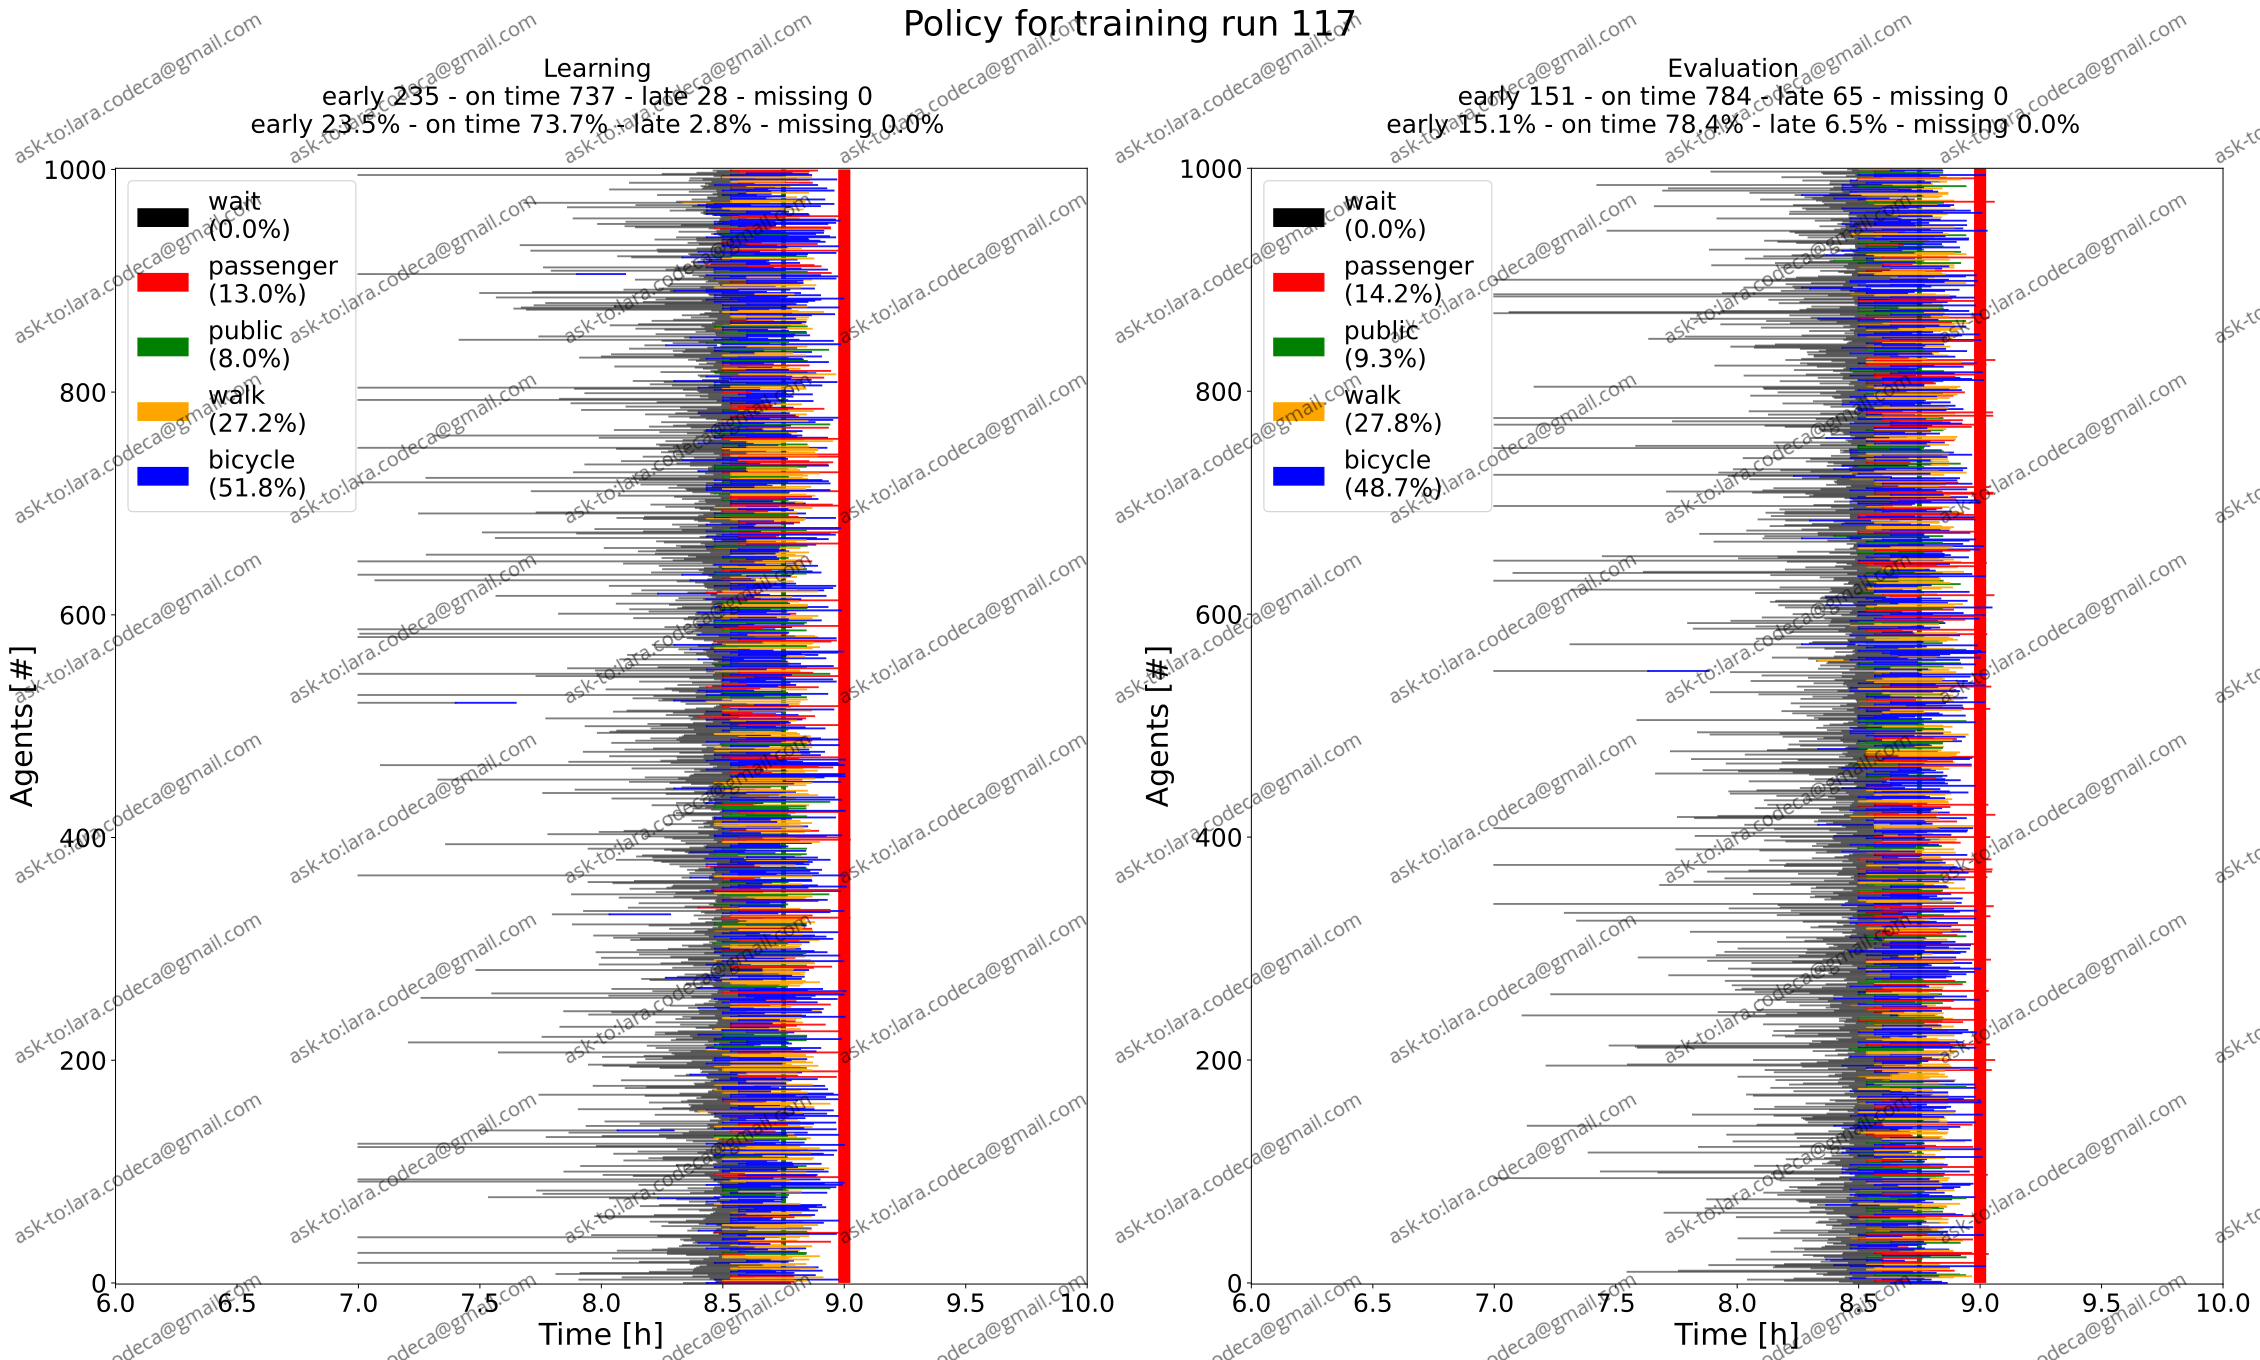 Policy for training run 117
Learning
early 235 - on time 737 - late 28 - missing 0
early 23.5% - on time 73.7% - late 2.8% - missing 0.0%
wait
(0.0%)
passenger
(13.0%)
public
(8.0%)
walk
(27.2%)
bicycle
(51.8%)
Agents [#]
1000
800
600
400
200
0
6.0 6.5 7.0 7.5 8.0 8.5 9.0 9.5 10.0
Time [h]
Evaluation
early 151 - on time 784 - late 65 - missing 0
early 15.1% - on time 78.4% - late 6.5% - missing 0.0%
wait
(0.0%)
passenger
(14.2%)
public
(9.3%)
walk
(27.8%)
bicycle
(48.7%)
Agents [#]
1000
800
600
400
200
0
6.0 6.5 7.0 7.5 8.0 8.5 9.0 9.5 10.0
Time [h]
ask-to:lara.codeca@gmail.com